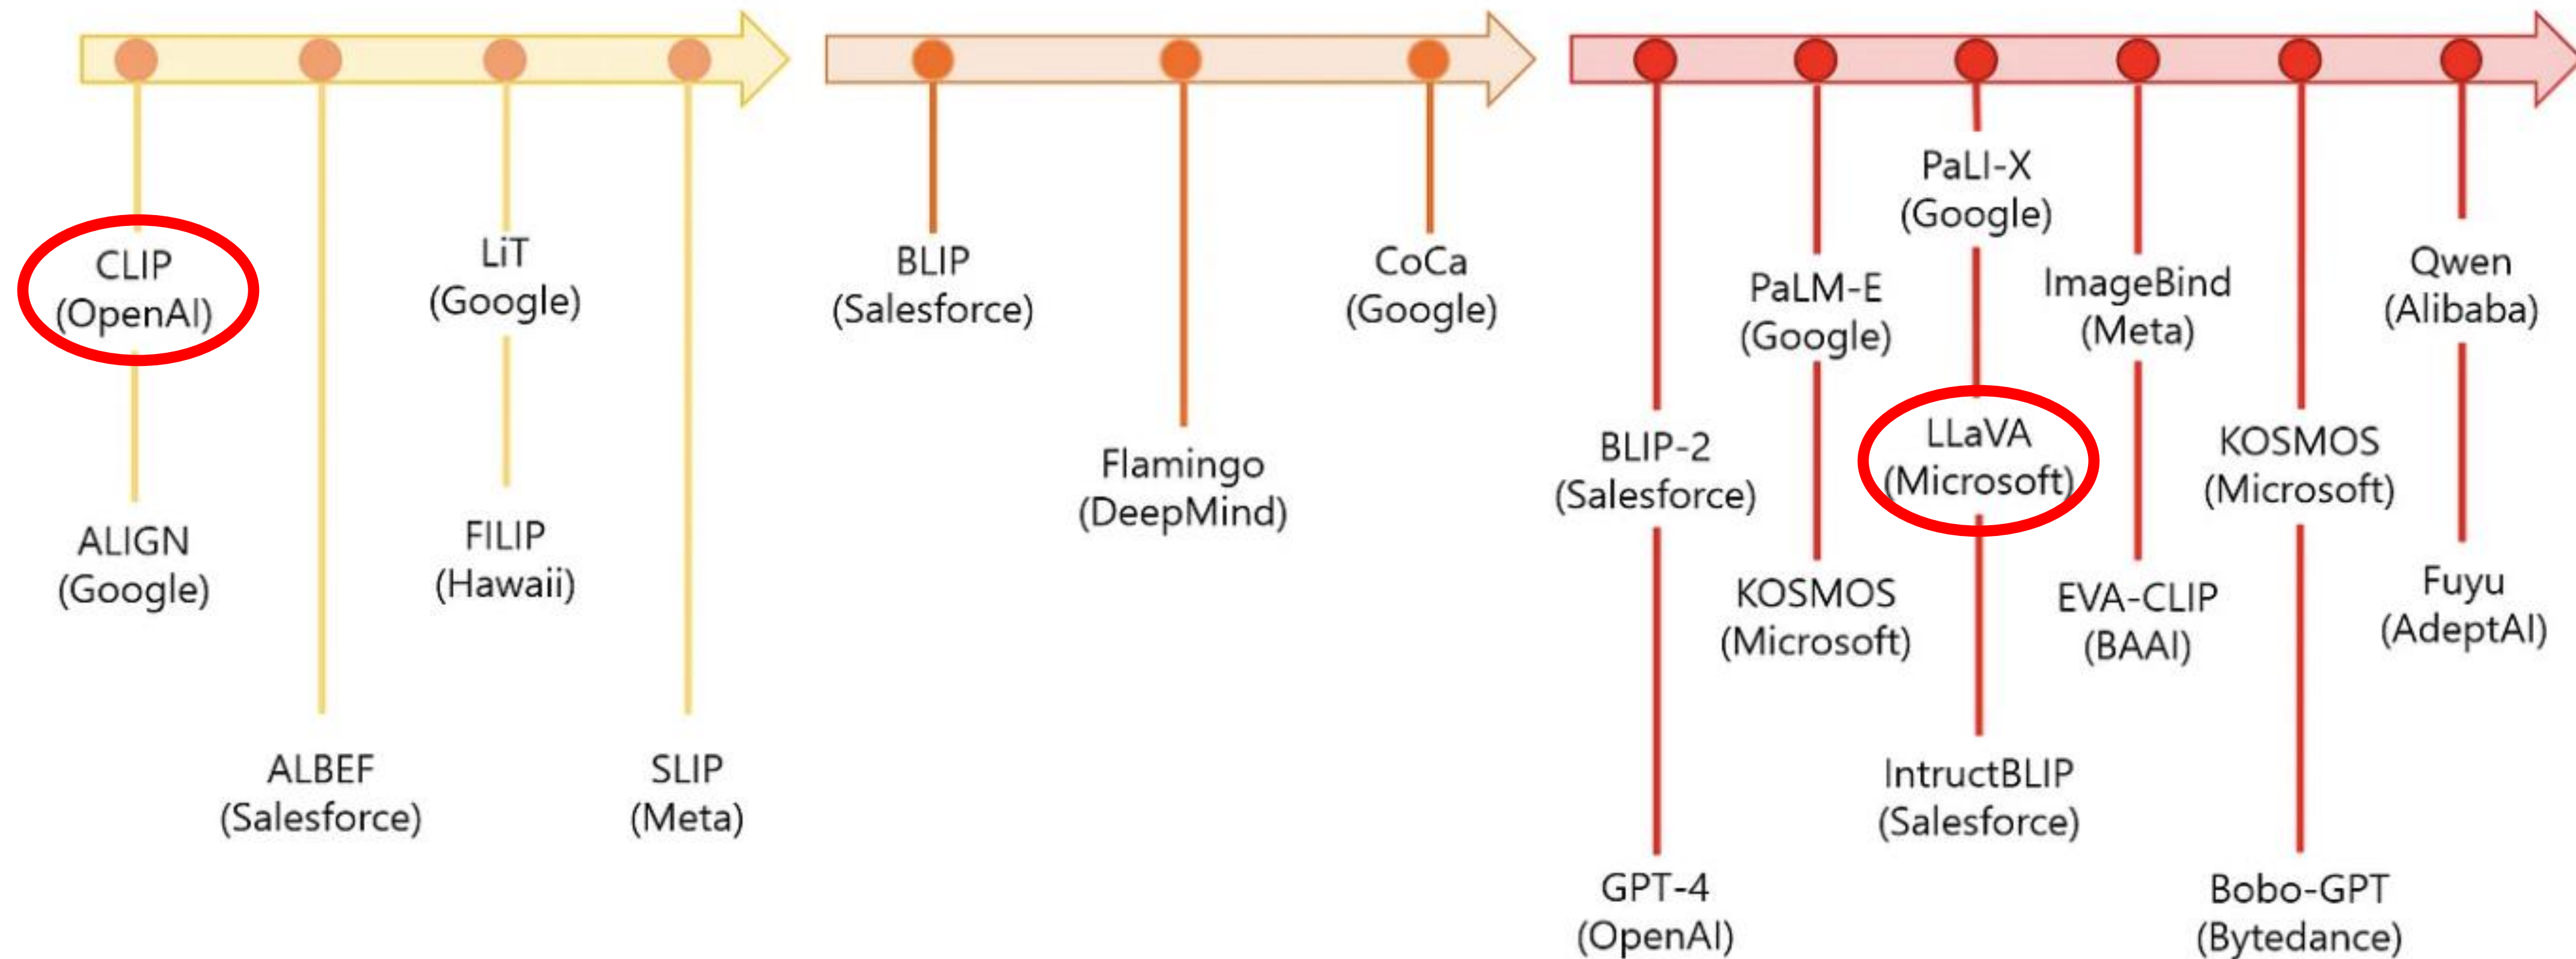 CLIP
(OpenAI)
ALIGN
(Google)
ALBEF
(Salesforce)
LiT
(Google)
FILIP
(Hawaii)
SLIP
(Meta)
BLIP
(Salesforce)
Flamingo
(DeepMind)
CoCa
(Google)
BLIP-2
(Salesforce)
GPT-4
(OpenAI)
PaLM-E
(Google)
KOSMOS
(Microsoft)
PaLI-X
(Google)
LLaVA
(Microsoft)
IntructBLIP
(Salesforce)
ImageBind
(Meta)
EVA-CLIP
(BAAI)
KOSMOS
(Microsoft)
Bobo-GPT
(Bytedance)
Qwen
(Alibaba)
Fuyu
(AdeptAI)